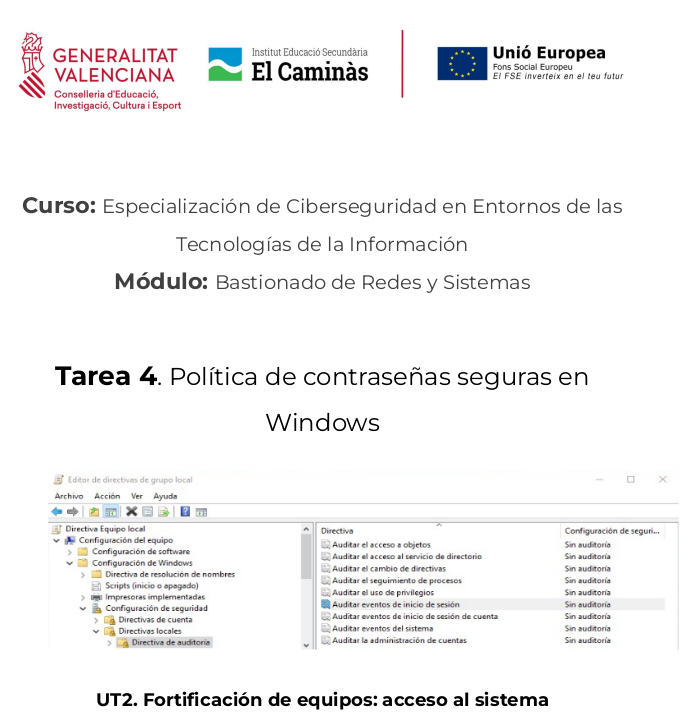 GENERALITAT
VALENCIANA
Conselleria d'Educació,
Investigació, Cultura i Esport
Institut Educació Secundària
El Caminàs
Unió Europea
Fons Social Europeu
El FSE inverteix en el teu futur
Curso: Especialización de Ciberseguridad en Entornos de las
Tecnologías de la Información
Módulo: Bastionado de Redes y Sistemas
Tarea 4. Política de contraseñas seguras en
Windows
Editor de directivas de grupo local
Archivo Acción Ver Ayuda
Directiva Equipo local
Configuración del equipo
Configuración de software
Configuración de Windows
Directiva de resolución de nombres
Scripts (inicio o apagado)
Impresoras implementadas
Configuración de seguridad
Directivas de cuenta
Directivas locales
Directiva de auditoría
Directiva Configuración de seguri...
Auditar el acceso a objetos Sin auditoría
Auditar el acceso al servicio de directorio Sin auditoría
Auditar el cambio de directivas Sin auditoría
Auditar el seguimiento de procesos Sin auditoría
Auditar el uso de privilegios Sin auditoría
Auditar eventos de inicio de sesión Sin auditoría
Auditar eventos de inicio de sesión de cuenta Sin auditoría
Auditar eventos del sistema Sin auditoría
Auditar la administración de cuentas Sin auditoría
UT2. Fortificación de equipos: acceso al sistema